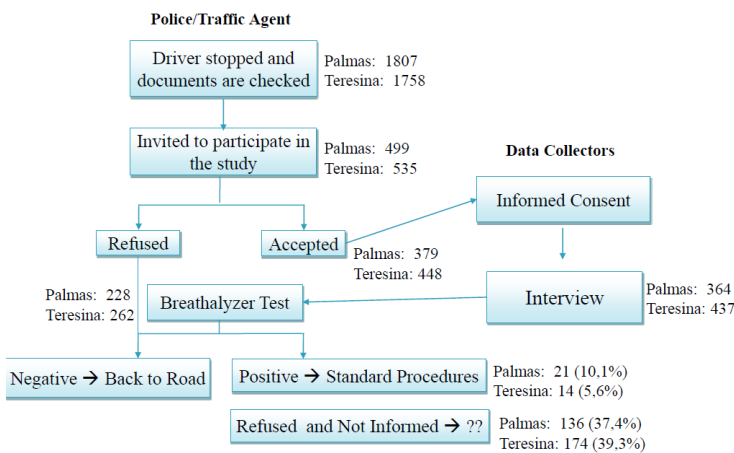 Police/Traffic Agent
Driver stopped and
documents are checked
Palmas: 1807
Teresina: 1758
Invited to participate in
the study
Palmas: 499
Teresina: 535
Data Collectors
Informed Consent
Refused
Accepted
Palmas: 379
Teresina: 448
Interview
Palmas: 364
Teresina: 437
Palmas: 228
Teresina: 262
Breathalyzer Test
Negative → Back to Road
Positive → Standard Procedures
Palmas: 21 (10,1%)
Teresina: 14 (5,6%)
Refused and Not Informed → ??
Palmas: 136 (37,4%)
Teresina: 174 (39,3%)